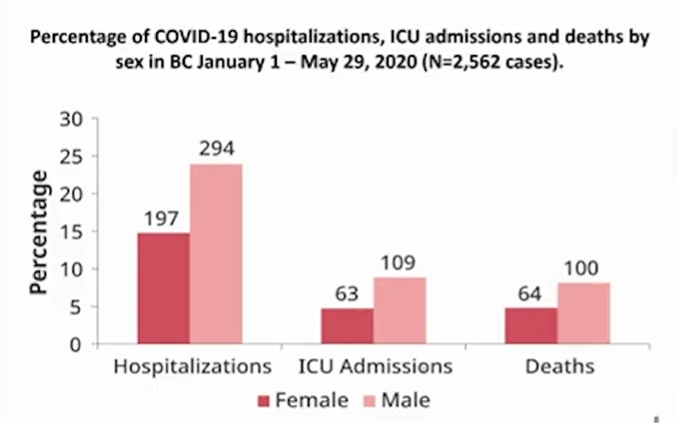 Percentage of COVID-19 hospitalizations, ICU admissions and deaths by
sex in BC January 1 – May 29, 2020 (N=2,562 cases).
Percentage
30
25
20
15
10
5
0
197
294
63
109
64
100
Hospitalizations
ICU Admissions
Deaths
Female
Male